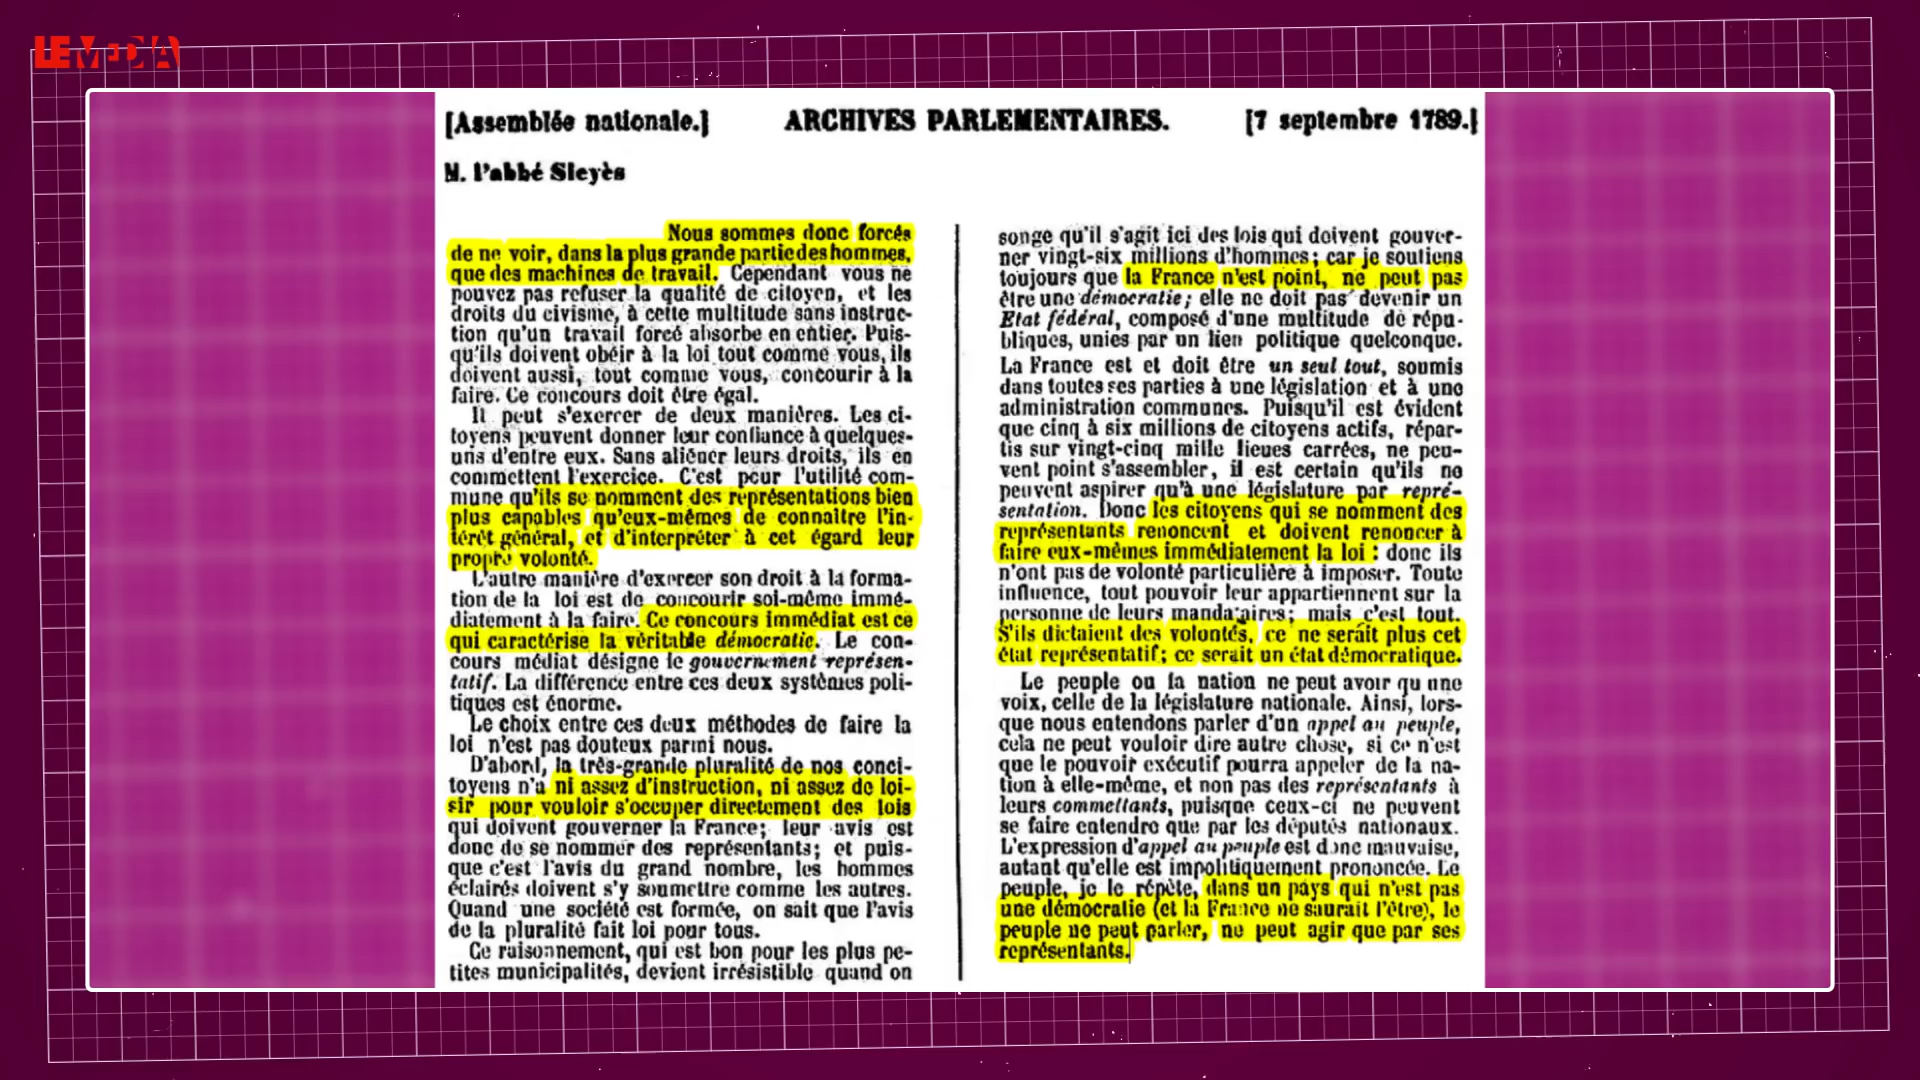 LE MEDIA
[Assemblée nationale.] ARCHIVES PARLEMENTAIRES. [7 septembre 1789.]
M. l'abbé Sieyès
Nous sommes donc forcés
de ne voir, dans la plus grande partie des hommes,
que des machines de travail. Cependant vous ne
pouvez pas refuser la qualité de citoyen, et les
droits du civisme, à cette multitude sans instruc-
tion qu'un travail forcé absorbe en entier. Puis-
qu'ils doivent obéir à la loi tout comme vous, ils
doivent aussi, tout comme vous, concourir à la
faire. Ce concours doit être égal.
Il peut s'exercer de deux manières. Les ci-
toyens peuvent donner leur confiance à quelques-
uns d'entre eux. Sans aliéner leurs droits, ils en
commettent l'exercice. C'est pour l'utilité com-
mune qu'ils se nomment des représentations bien
plus capables qu'eux-mêmes de connaître l'in-
térêt général, et d'interpréter à cet égard leur
propre volonté.
L'autre manière d'exercer son droit à la forma-
tion de la loi est de concourir soi-même immé-
diatement à la faire. Ce concours immédiat est ce
qui caractérise la véritable démocratie. Le con-
cours médiat désigne le gouvernement représen-
tatif. La différence entre ces deux systèmes poli-
tiques est énorme.
Le choix entre ces deux méthodes de faire la
loi n'est pas douteux parmi nous.
D'abord, la très-grande pluralité de nos conci-
toyens n'a ni assez d'instruction, ni assez de loi-
sir pour vouloir s'occuper directement des lois
qui doivent gouverner la France; leur avis est
donc de se nommer des représentants; et puis-
que c'est l'avis du grand nombre, les hommes
éclairés doivent s'y soumettre comme les autres.
Quand une société est formée, on sait que l'avis
de la pluralité fait loi pour tous.
Ce raisonnement, qui est bon pour les plus pe-
tites municipalités, devient irrésistible quand on
songe qu'il s'agit ici des lois qui doivent gouver-
ner vingt-six millions d'hommes; car je soutiens
toujours que la France n'est point, ne peut pas
être une démocratie; elle ne doit pas devenir un
Etat fédéral, composé d'une multitude de répu-
bliques, unies par un lien politique quelconque.
La France est et doit être un seul tout, soumis
dans toutes ses parties à une législation et à une
administration communes. Puisqu'il est évident
que cinq à six millions de citoyens actifs, répar-
tis sur vingt-cinq mille lieues carrées, ne peu-
vent point s'assembler, il est certain qu'ils ne
peuvent aspirer qu'à une législature par repré-
sentation. Donc les citoyens qui se nomment des
représentants renoncent et doivent renoncer à
faire eux-mêmes immédiatement la loi : donc ils
n'ont pas de volonté particulière à imposer. Toute
influence, tout pouvoir leur appartiennent sur la
personne de leurs mandataires; mais c'est tout.
S'ils dictaient des volontés, ce ne serait plus cet
état représentatif; ce serait un état démocratique.
Le peuple ou la nation ne peut avoir qu'une
voix, celle de la législature nationale. Ainsi, lors-
que nous entendons parler d'un appel au peuple,
cela ne peut vouloir dire autre chose, si ce n'est
que le pouvoir exécutif pourra appeler de la na-
tion à elle-même, et non pas des représentants à
leurs commettants, puisque ceux-ci ne peuvent
se faire entendre que par les députés nationaux.
L'expression d'appel au peuple est donc mauvaise,
autant qu'elle est impolitiquement prononcée. Le
peuple, je le répète, dans un pays qui n'est pas
une démocratie (et la France ne saurait l'être), le
peuple ne peut parler, ne peut agir que par ses
représentants.